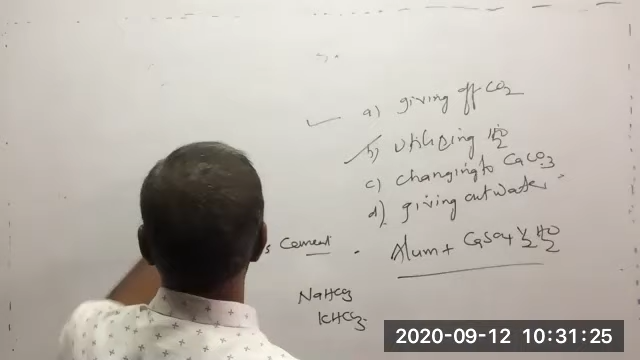 a) giving off CO2
b) utilising H2O
c) changing to CaCO3
d) giving out water
s Cement - Alum + CaSO4 1/2 H2O
NaHCO3
KHCO3
2020-09-12 10:31:25